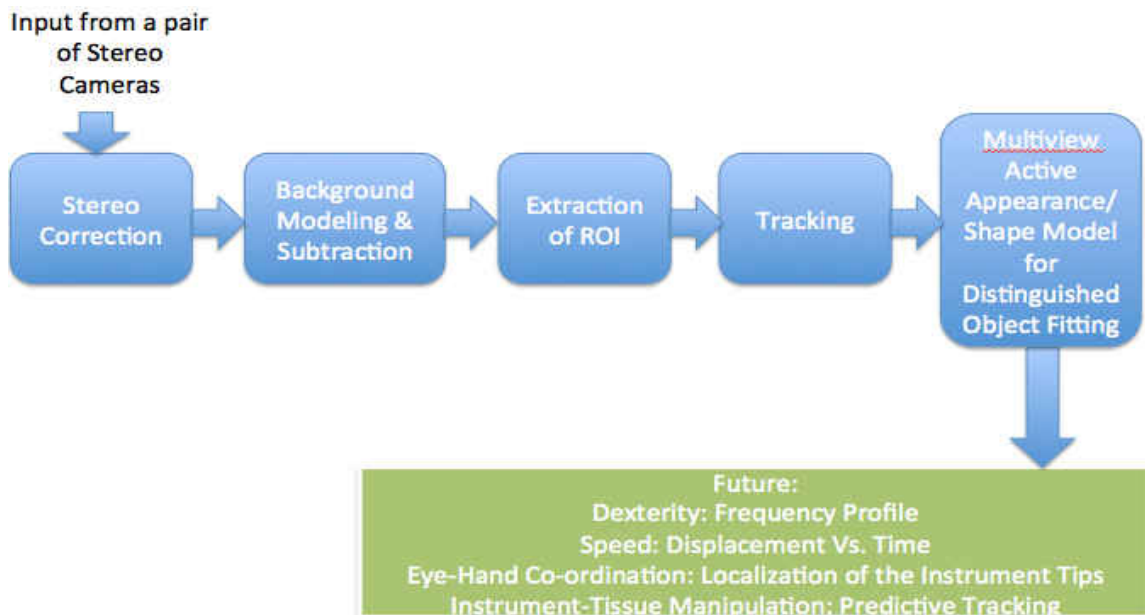 Input from a pair
of Stereo
Cameras
Stereo
Correction
Background
Modeling &
Subtraction
Extraction
of ROI
Tracking
Multiview
Active
Appearance/
Shape Model
for
Distinguished
Object Fitting
Future:
Dexterity: Frequency Profile
Speed: Displacement Vs. Time
Eye-Hand Co-ordination: Localization of the Instrument Tips
Instrument-Tissue Manipulation: Predictive Tracking